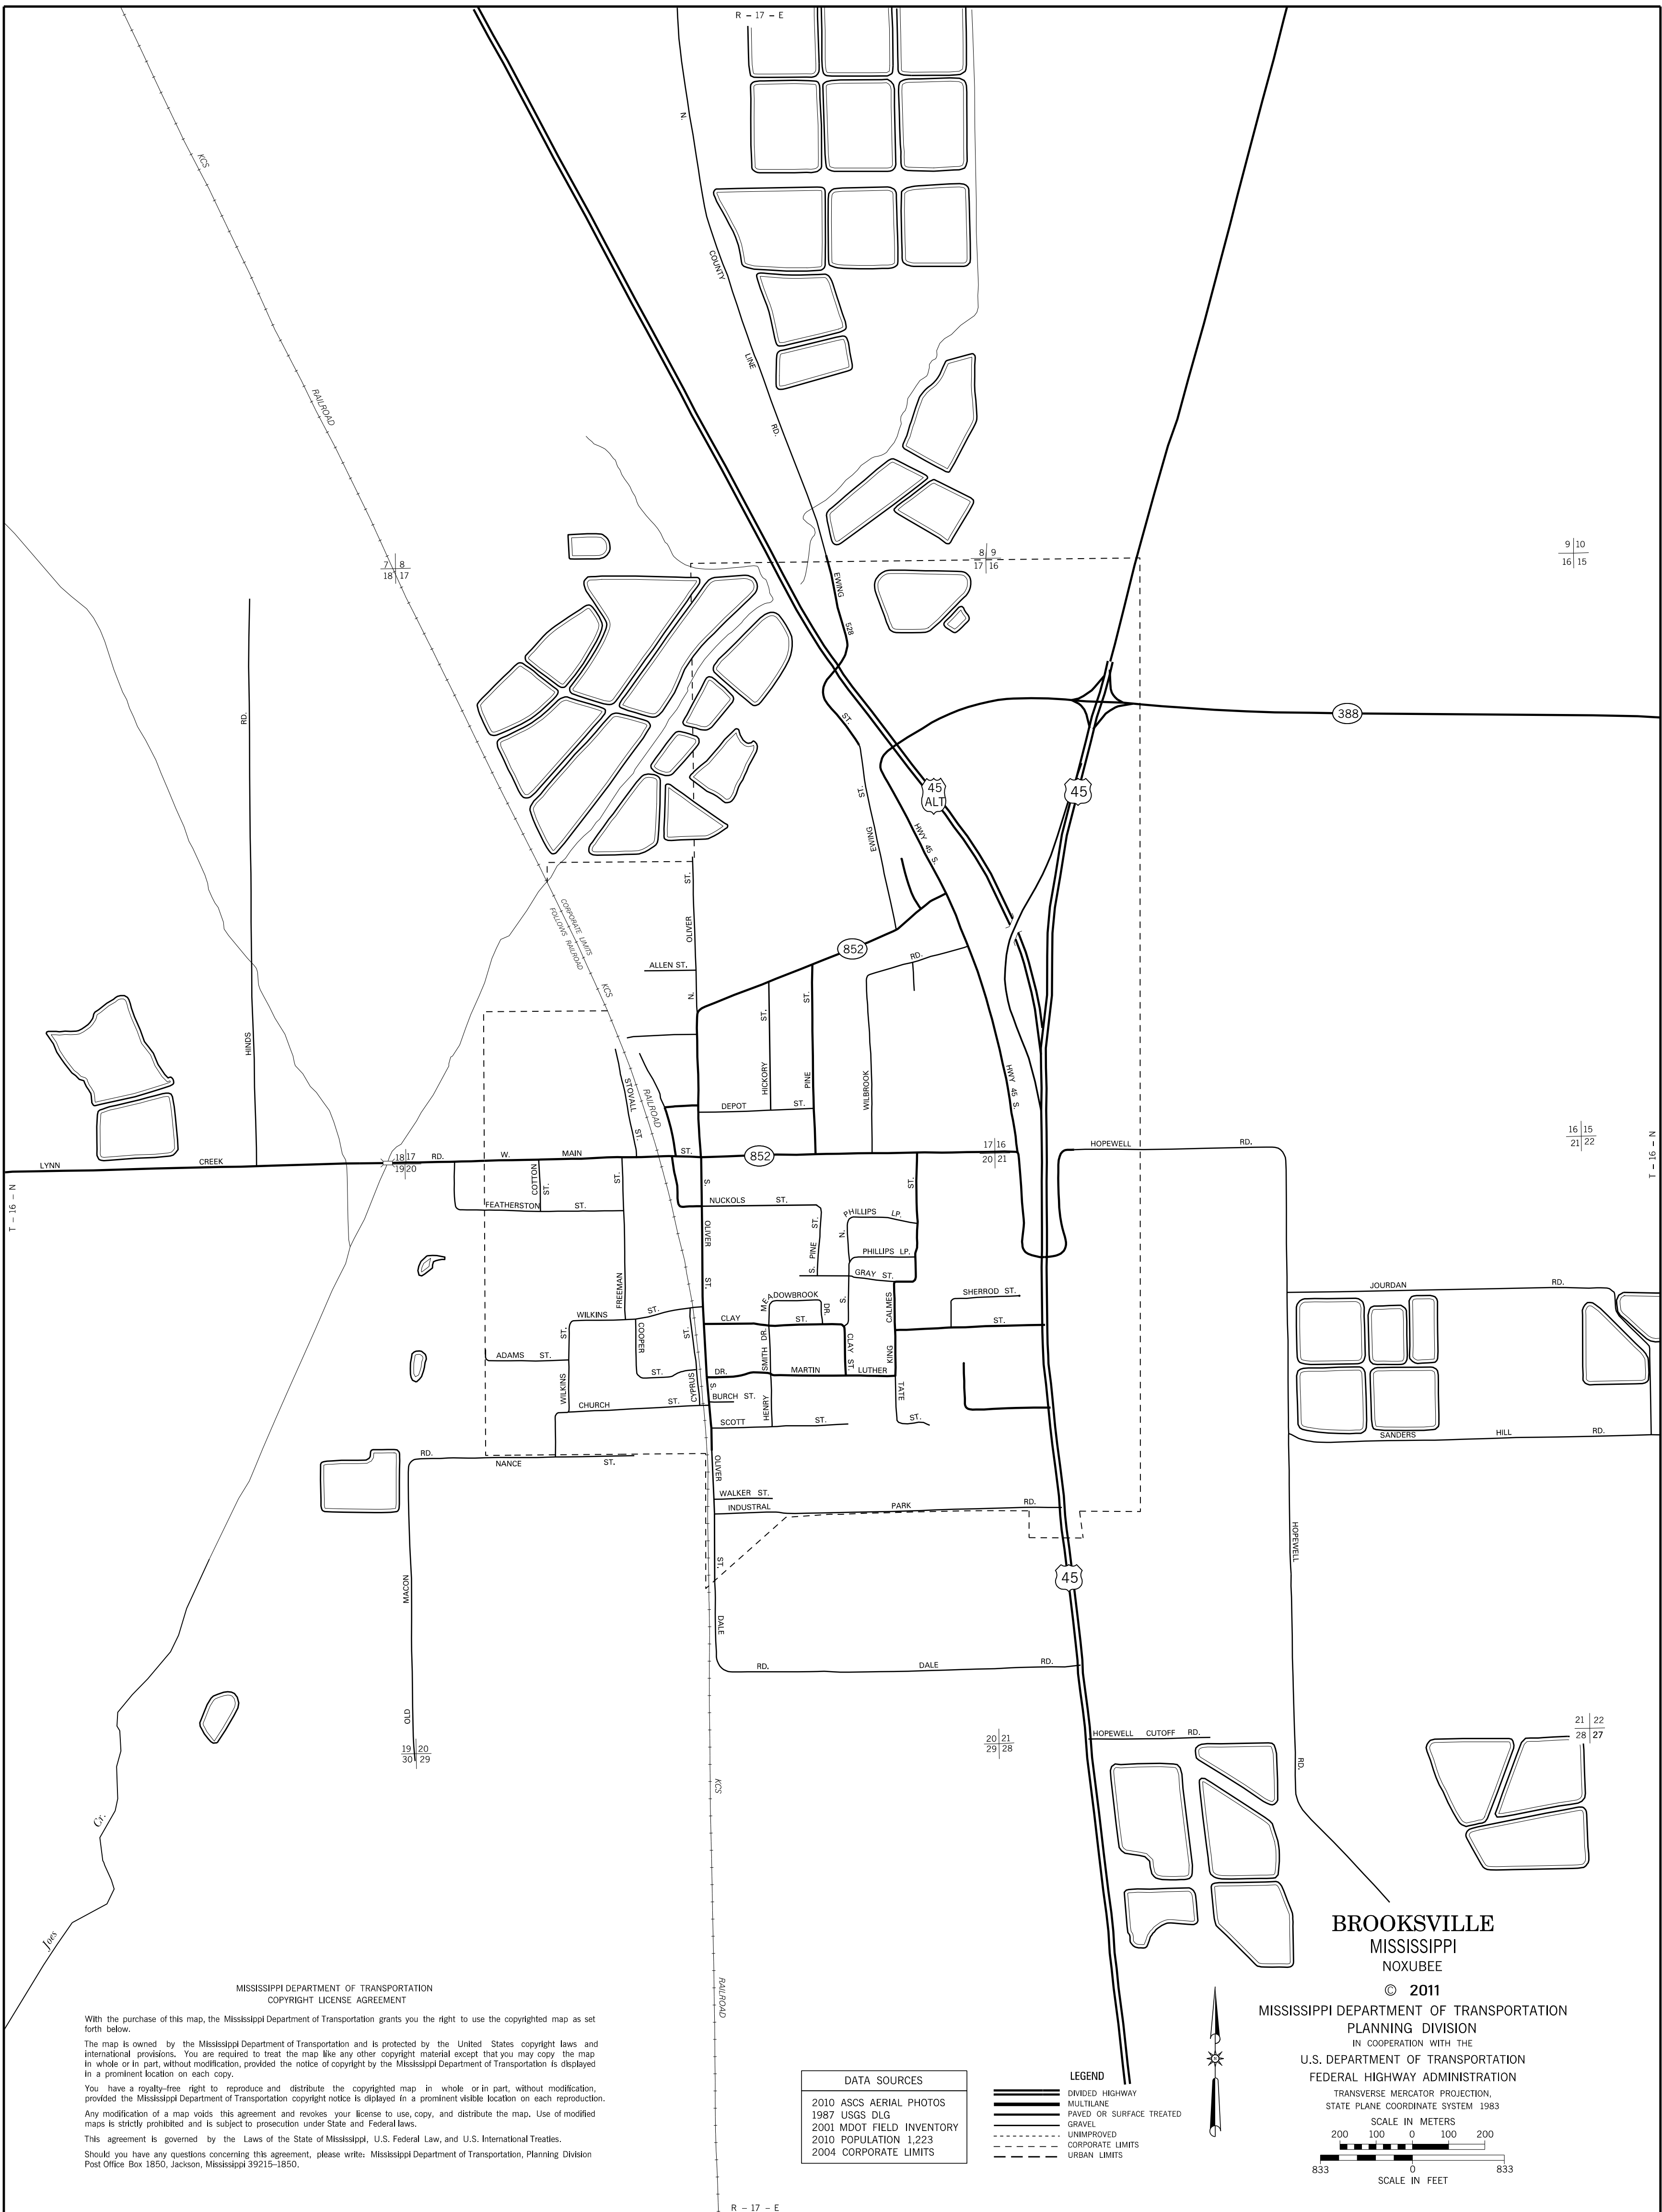 R – 17 – E
N.
COUNTY
LINE
RD.
KCS
RAILROAD
7 8
18 17
8 9
17 16
9 10
16 15
EWING
528
ST.
388
45
ALT
45
ST.
EWING
HWY 45 S.
RD.
HINDS
CORPORATE LIMITS
FOLLOWS RAILROAD
KCS
RAILROAD
ST.
OLIVER
N.
ALLEN ST.
852
RD.
WILBROOK
ST.
HICKORY
ST.
PINE
HWY 45 S.
STOVALL
ST.
DEPOT ST.
16 15
21 22
T – 16 – N
T – 16 – N
LYNN CREEK RD. W. MAIN ST.
18 17
19 20
852
17 16
20 21
HOPEWELL RD.
COTTON
ST.
FEATHERSTON ST.
ST.
FREEMAN
S.
OLIVER
ST.
NUCKOLS ST.
ST.
PINE
S.
N.
PHILLIPS LP.
PHILLIPS LP.
S.
GRAY ST.
ST.
CALMES
KING
MEADOWBROOK
DR.
SHERROD ST.
JOURDAN RD.
WILKINS ST.
CLAY ST.
ST.
ST.
WILKINS
COOPER
ST.
ST.
CYPRUS
ADAMS ST.
SMITH DR.
HENRY
CLAY ST.
DR. MARTIN LUTHER
TATE
ST.
S.
BURCH ST.
CHURCH ST.
SCOTT ST.
SANDERS HILL RD.
RD.
NANCE ST.
OLIVER
WALKER ST.
INDUSTRAL PARK RD.
ST.
HOPEWELL
RD.
MACON
OLD
45
DALE
RD. DALE RD.
19 20
30 29
20 21
29 28
HOPEWELL CUTOFF RD.
21 22
28 27
KCS
RAILROAD
Cr.
Joes
BROOKSVILLE
MISSISSIPPI
NOXUBEE
© 2011
MISSISSIPPI DEPARTMENT OF TRANSPORTATION
PLANNING DIVISION
IN COOPERATION WITH THE
U.S. DEPARTMENT OF TRANSPORTATION
FEDERAL HIGHWAY ADMINISTRATION
TRANSVERSE MERCATOR PROJECTION,
STATE PLANE COORDINATE SYSTEM 1983
SCALE IN METERS
200 100 0 100 200
833 0 833
SCALE IN FEET
MISSISSIPPI DEPARTMENT OF TRANSPORTATION
COPYRIGHT LICENSE AGREEMENT
With the purchase of this map, the Mississippi Department of Transportation grants you the right to use the copyrighted map as set
forth below.
The map is owned by the Mississippi Department of Transportation and is protected by the United States copyright laws and
international provisions. You are required to treat the map like any other copyright material except that you may copy the map
in whole or in part, without modification, provided the notice of copyright by the Mississippi Department of Transportation is displayed
in a prominent location on each copy.
You have a royalty–free right to reproduce and distribute the copyrighted map in whole or in part, without modification,
provided the Mississippi Department of Transportation copyright notice is diplayed in a prominent visible location on each reproduction.
Any modification of a map voids this agreement and revokes your license to use, copy, and distribute the map. Use of modified
maps is strictly prohibited and is subject to prosecution under State and Federal laws.
This agreement is governed by the Laws of the State of Mississippi, U.S. Federal Law, and U.S. International Treaties.
Should you have any questions concerning this agreement, please write: Mississippi Department of Transportation, Planning Division
Post Office Box 1850, Jackson, Mississippi 39215–1850.
DATA SOURCES
2010 ASCS AERIAL PHOTOS
1987 USGS DLG
2001 MDOT FIELD INVENTORY
2010 POPULATION 1,223
2004 CORPORATE LIMITS
LEGEND
DIVIDED HIGHWAY
MULTILANE
PAVED OR SURFACE TREATED
GRAVEL
UNIMPROVED
CORPORATE LIMITS
URBAN LIMITS
R – 17 – E